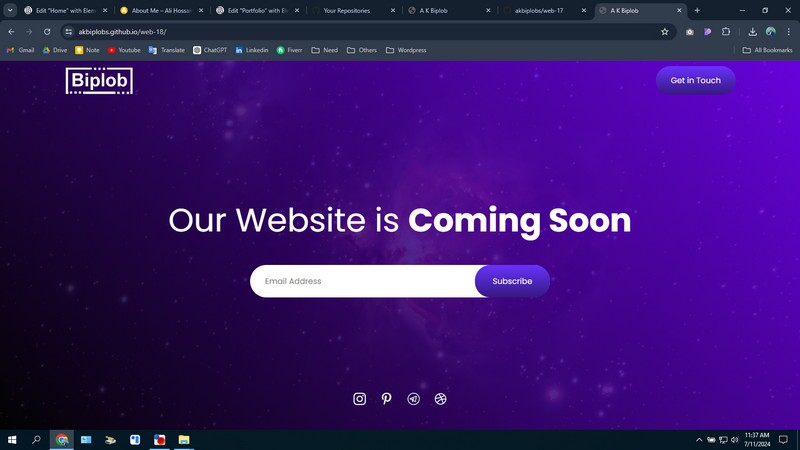 Edit "Home" with Elem
About Me – Ali Hossai
Edit "Portfolio" with El
Your Repositories
A K Biplob
akbiplobs/web-17
A K Biplob
akbiplobs.github.io/web-18/
Gmail
Drive
Note
YouTube
Translate
ChatGPT
Linkedin
Fiverr
Need
Others
Wordpress
All Bookmarks
Biplob
Get in Touch
Our Website is Coming Soon
Email Address
Subscribe
11:37 AM
7/11/2024